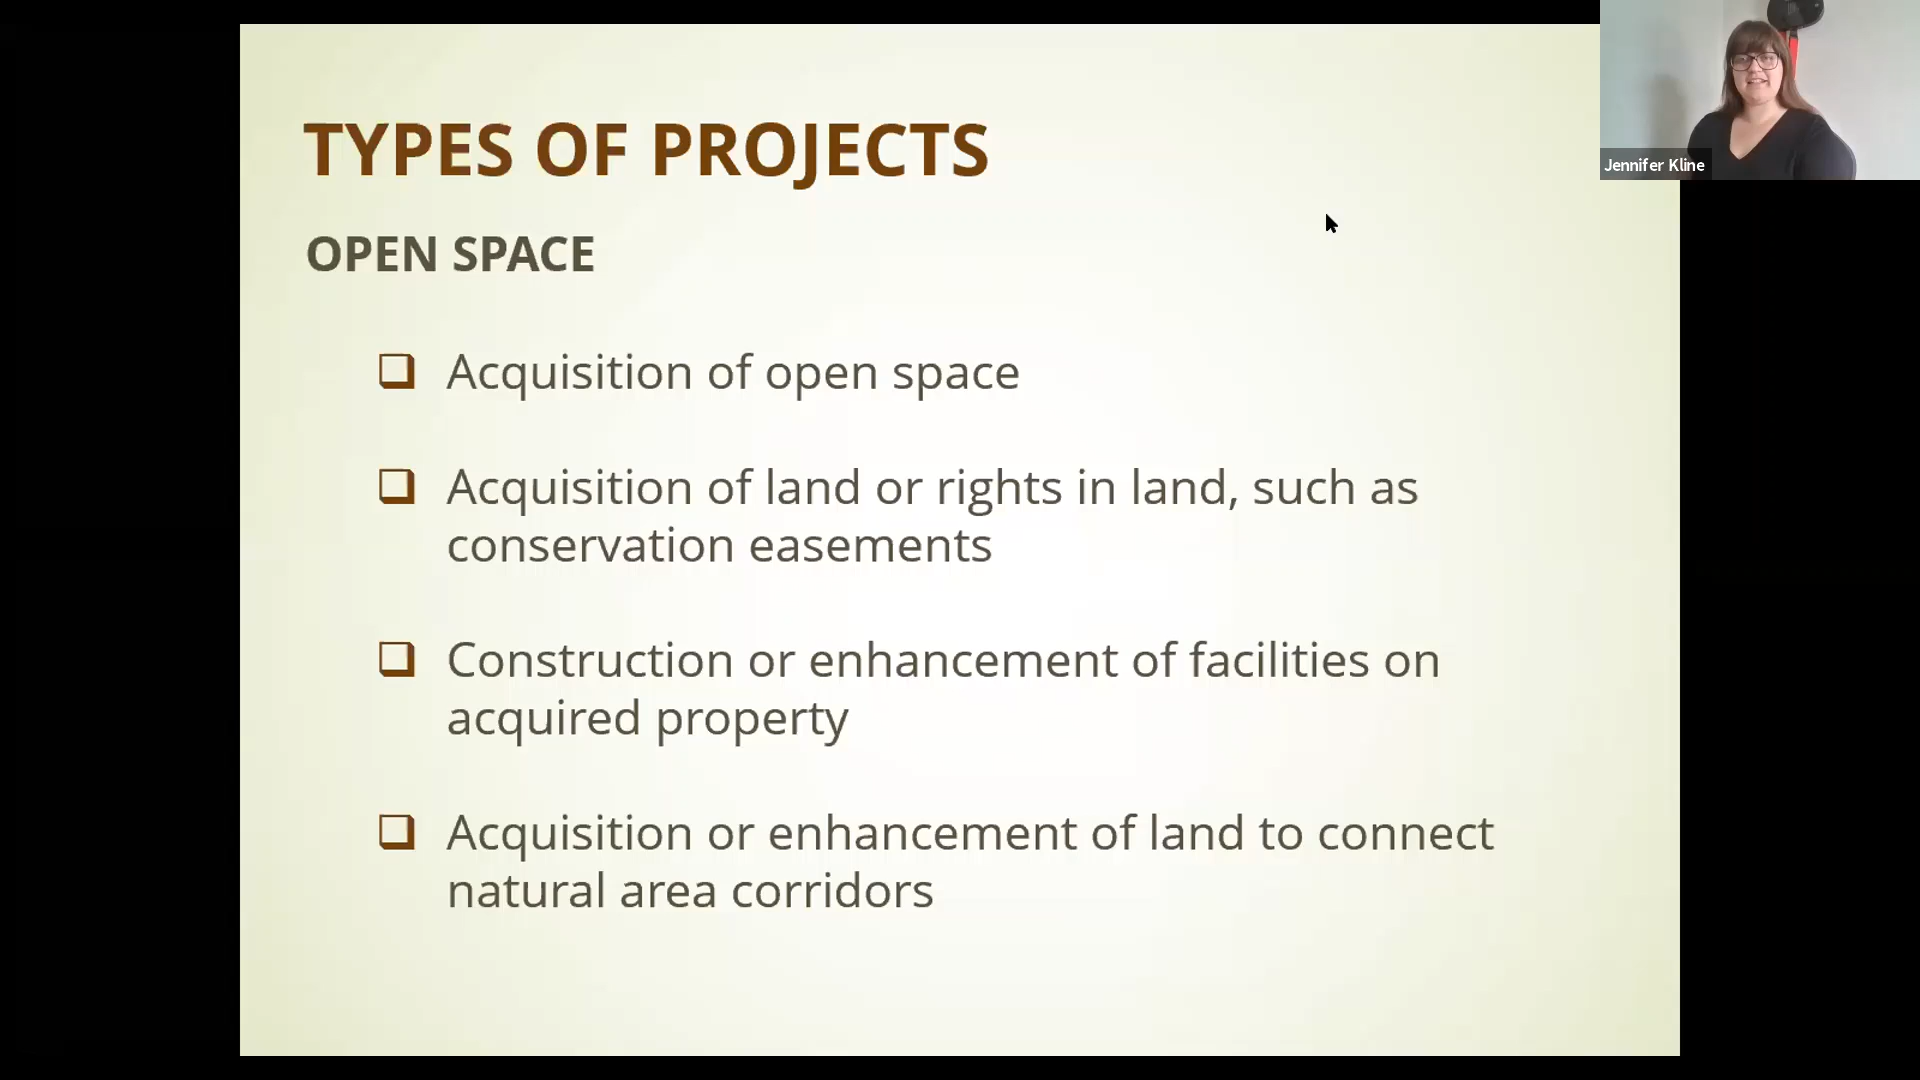 TYPES OF PROJECTS
OPEN SPACE
Acquisition of open space
Acquisition of land or rights in land, such as
conservation easements
Construction or enhancement of facilities on
acquired property
Acquisition or enhancement of land to connect
natural area corridors
Jennifer Kline